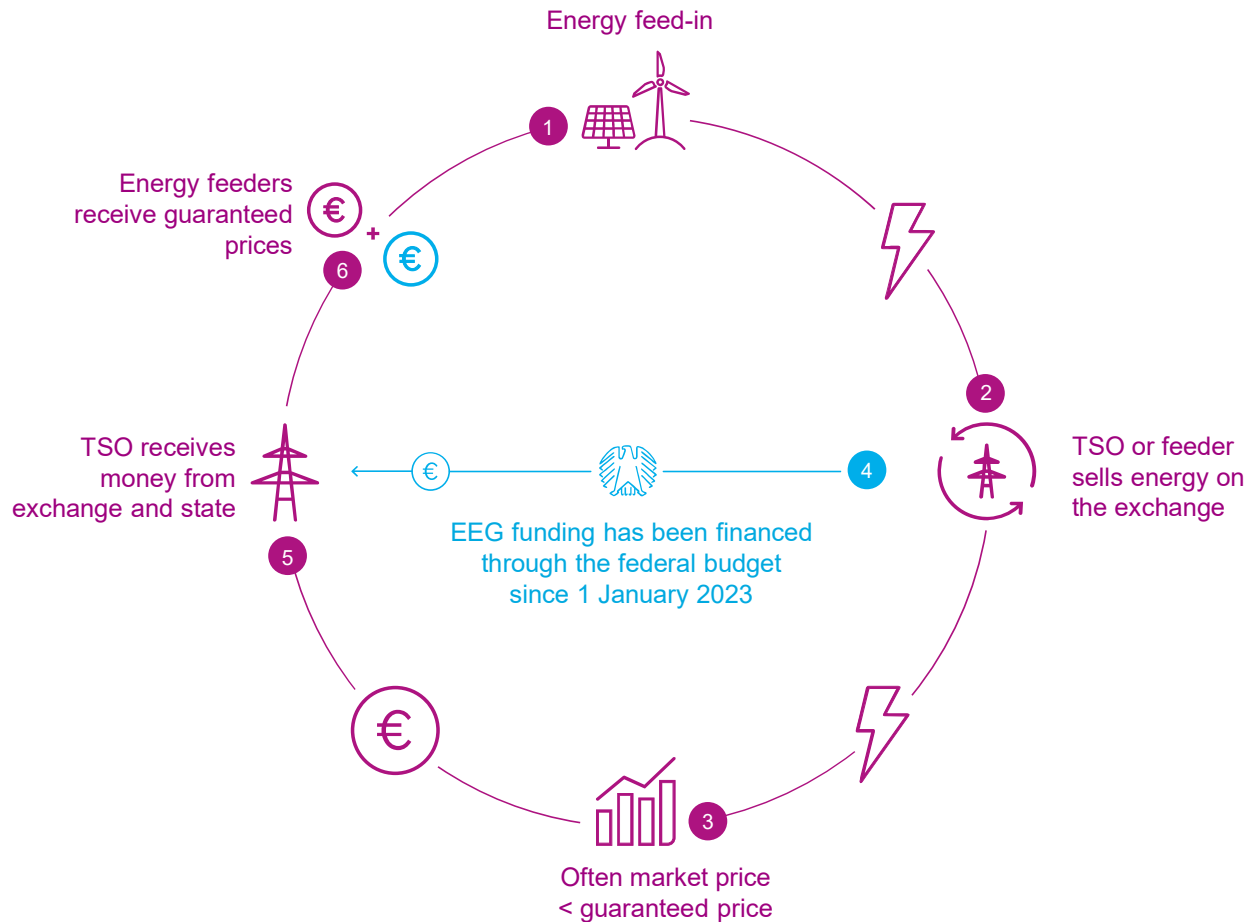 Energy feed-in
1
Energy feeders
receive guaranteed
prices
€
+
€
6
2
TSO or feeder
sells energy on
the exchange
TSO receives
money from
exchange and state
€
4
EEG funding has been financed
through the federal budget
since 1 January 2023
5
€
3
Often market price
< guaranteed price